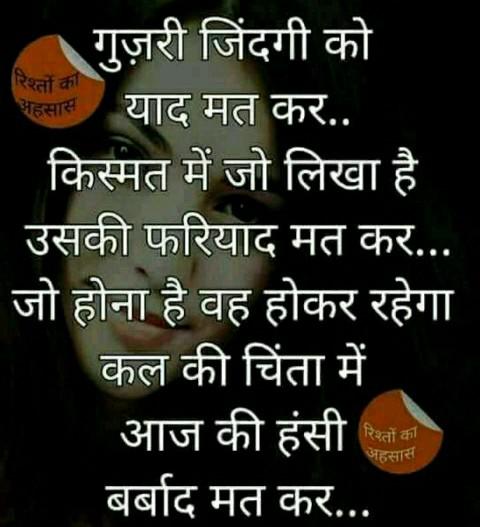 गुज़री जिंदगी को
रिश्तों का
अहसास
याद मत कर..
किस्मत में जो लिखा है
उसकी फरियाद मत कर...
जो होना है वह होकर रहेगा
कल की चिंता में
आज की हंसी
रिश्तों का
अहसास
बर्बाद मत कर...